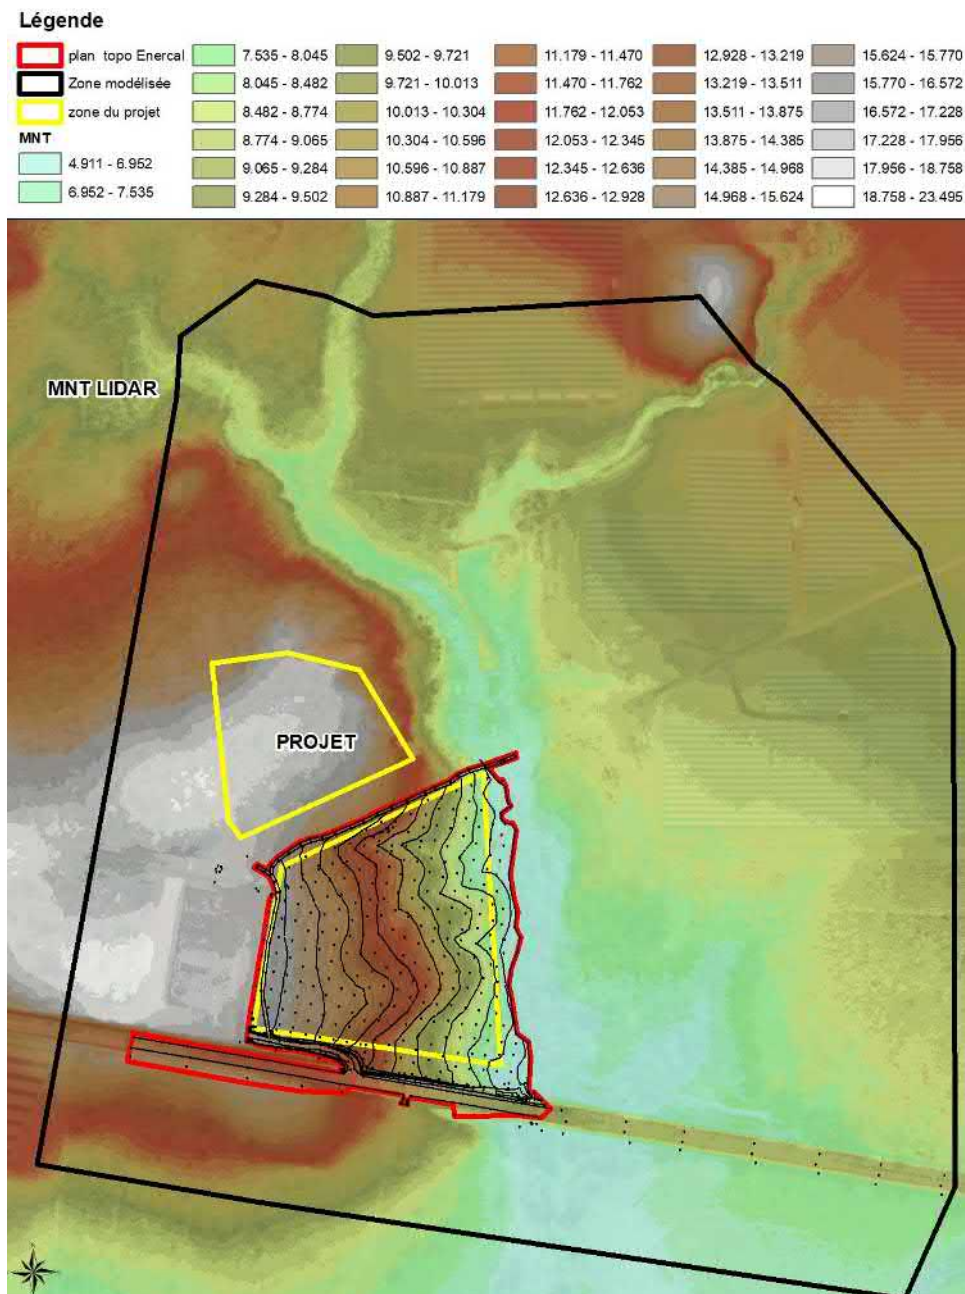 Légende
plan topo Enercal
Zone modélisée
zone du projet
MNT
4.911 - 6.952
6.952 - 7.535
7.535 - 8.045
8.045 - 8.482
8.482 - 8.774
8.774 - 9.065
9.065 - 9.284
9.284 - 9.502
9.502 - 9.721
9.721 - 10.013
10.013 - 10.304
10.304 - 10.596
10.596 - 10.887
10.887 - 11.179
11.179 - 11.470
11.470 - 11.762
11.762 - 12.053
12.053 - 12.345
12.345 - 12.636
12.636 - 12.928
12.928 - 13.219
13.219 - 13.511
13.511 - 13.875
13.875 - 14.385
14.385 - 14.968
14.968 - 15.624
15.624 - 15.770
15.770 - 16.572
16.572 - 17.228
17.228 - 17.956
17.956 - 18.758
18.758 - 23.495
MNT LIDAR
PROJET